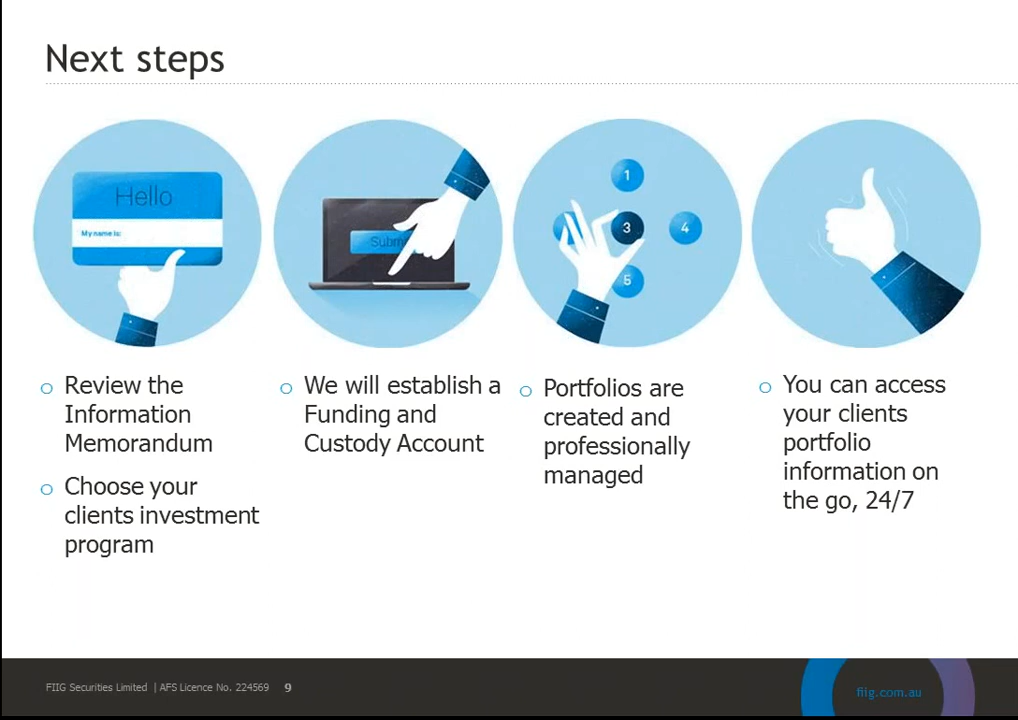 Next steps
Hello
My name is:
1
3
4
5
Review the
Information
Memorandum
Choose your
clients investment
program
We will establish a
Funding and
Custody Account
Portfolios are
created and
professionally
managed
You can access
your clients
portfolio
information on
the go, 24/7
FIIG Securities Limited | AFS Licence No. 224569 9
fiig.com.au